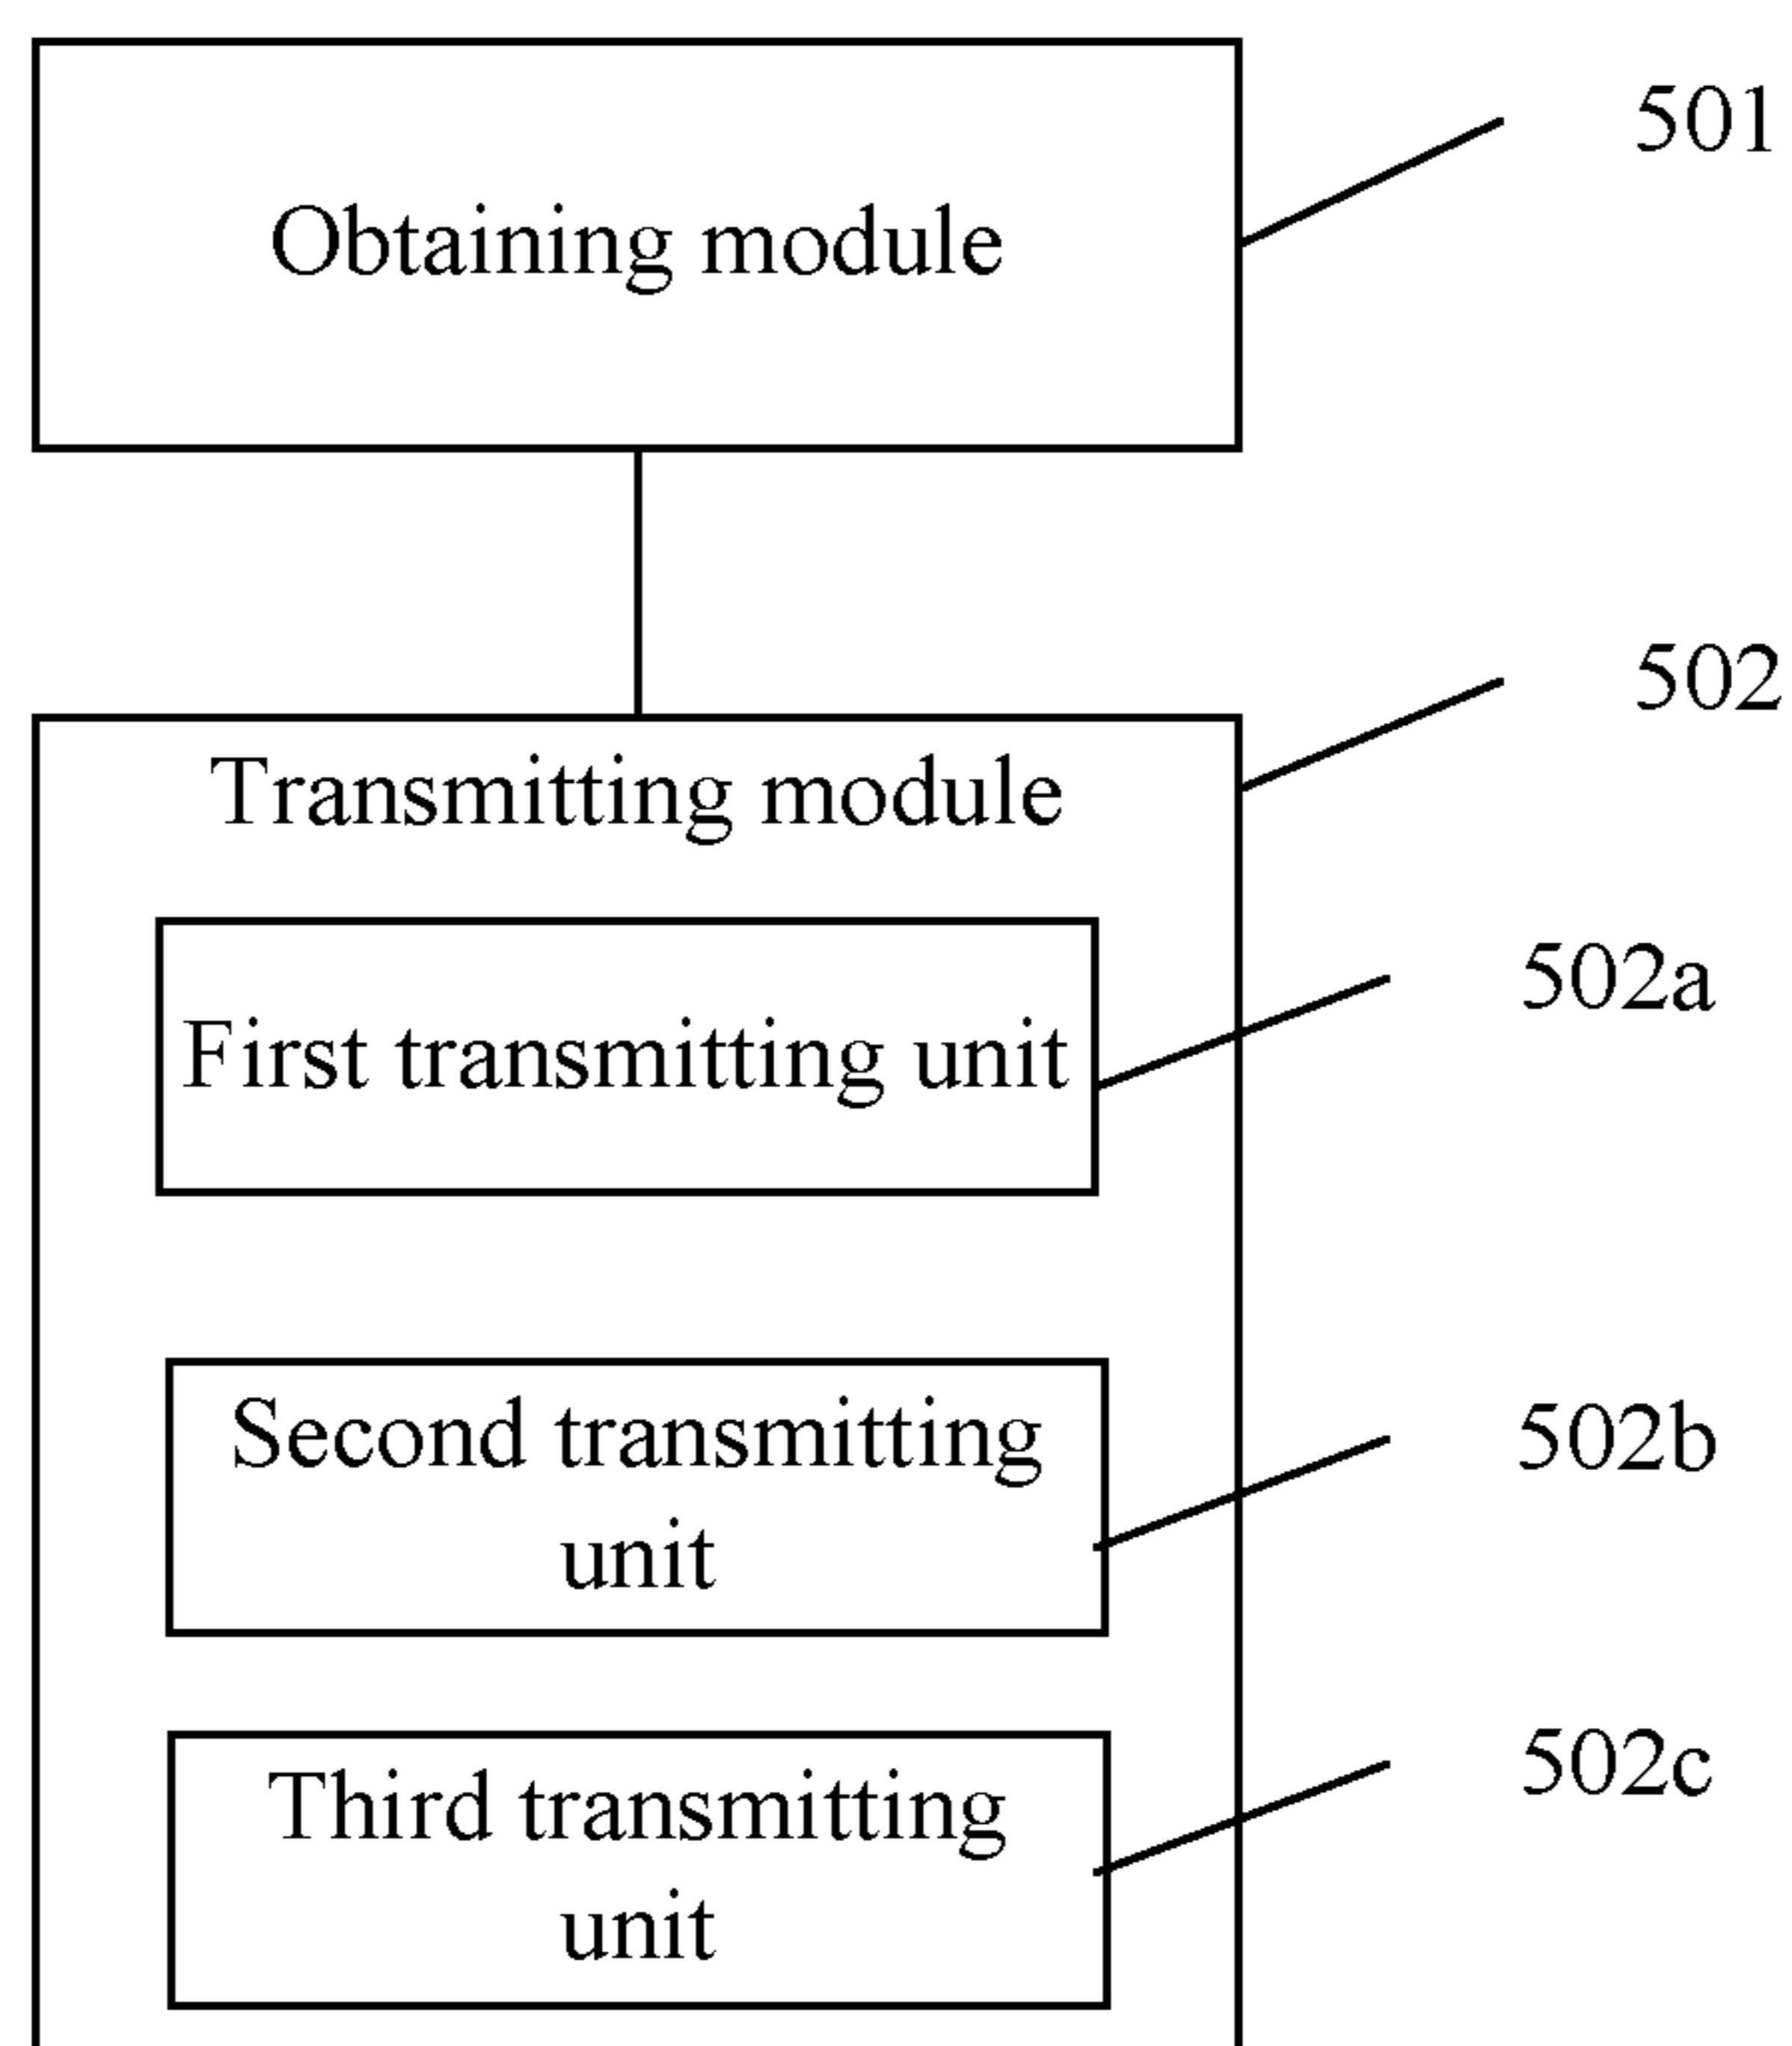 501
Obtaining module
502
Transmitting module
502a
First transmitting unit
502b
Second transmitting
unit
502c
Third transmitting
unit